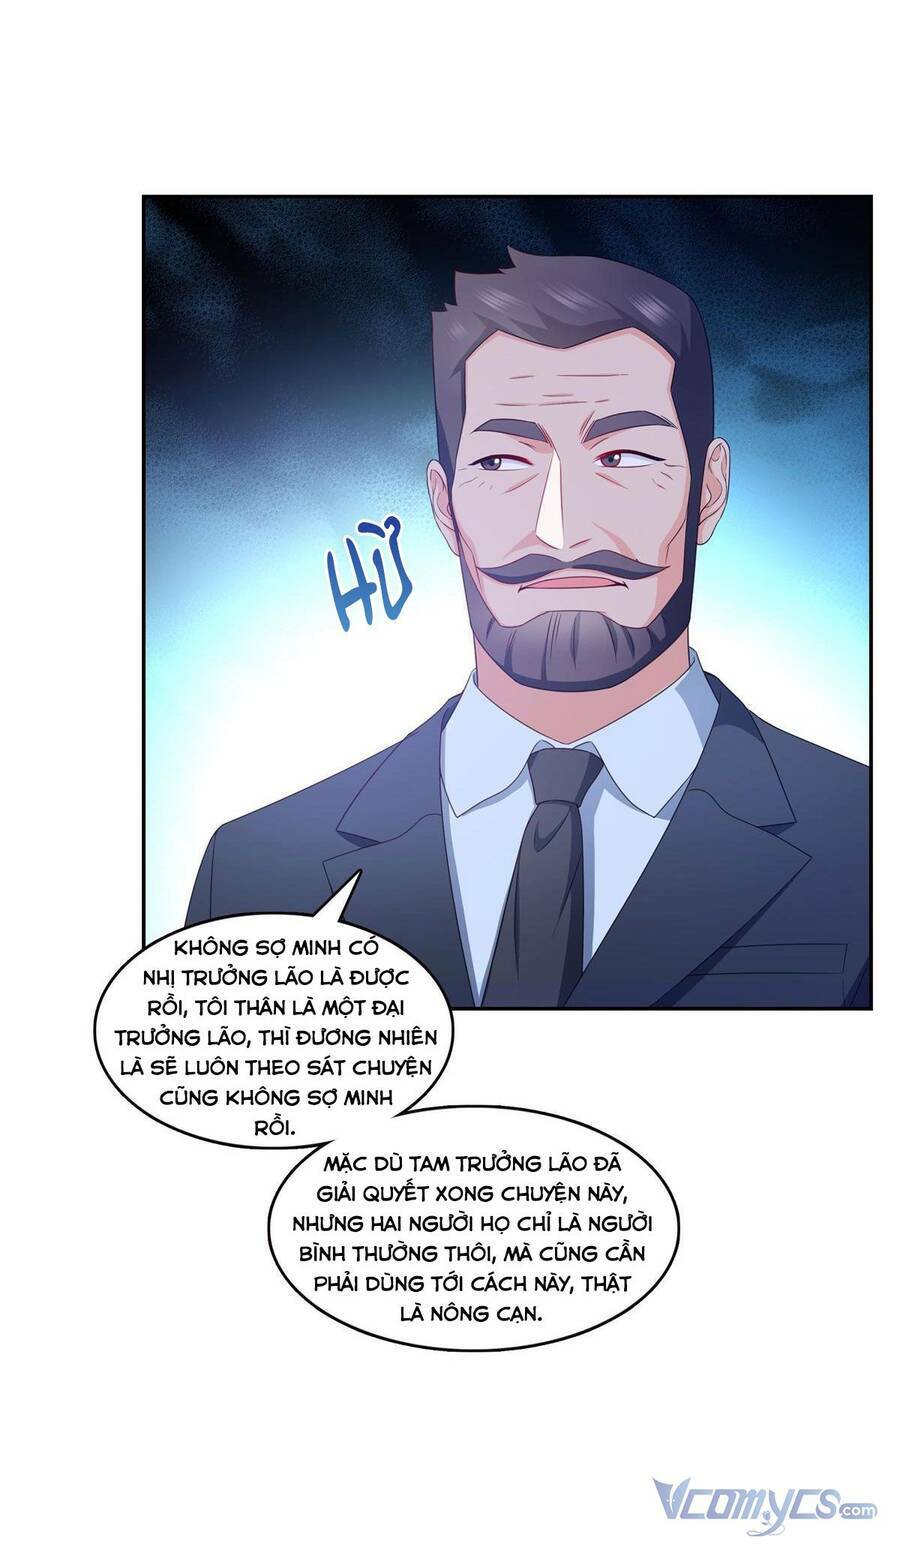 HỪ
KHÔNG SỢ MINH CÓ
NHỊ TRƯỞNG LÃO LÀ ĐƯỢC
RỒI, TÔI THÂN LÀ MỘT ĐẠI
TRƯỞNG LÃO, THÌ ĐƯƠNG NHIÊN
LÀ SẼ LUÔN THEO SÁT CHUYỆN
CŨNG KHÔNG SỢ MINH
RỒI.
MẶC DÙ TAM TRƯỞNG LÃO ĐÃ
GIẢI QUYẾT XONG CHUYỆN NÀY,
NHƯNG HAI NGƯỜI HỌ CHỈ LÀ NGƯỜI
BÌNH THƯỜNG THÔI, MÀ CŨNG CẦN
PHẢI DÙNG TỚI CÁCH NÀY, THẬT
LÀ NÔNG CẠN.
VCOMYCS.com